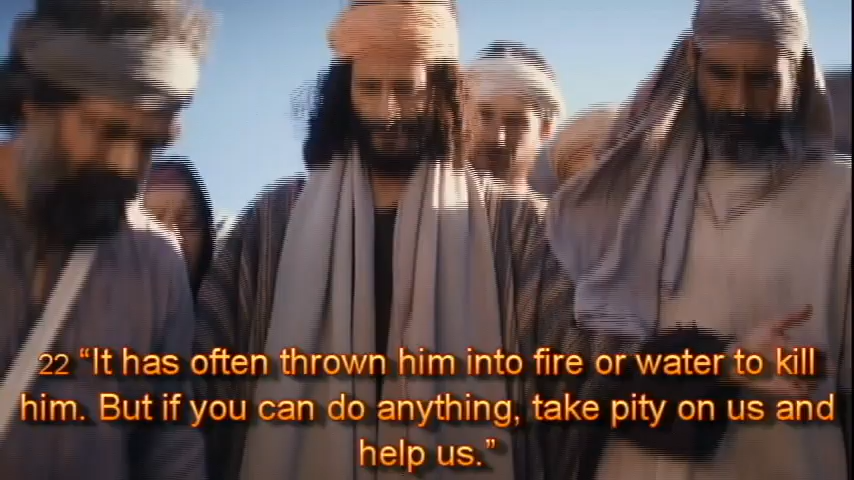 22 “It has often thrown him into fire or water to kill
him. But if you can do anything, take pity on us and
help us.”